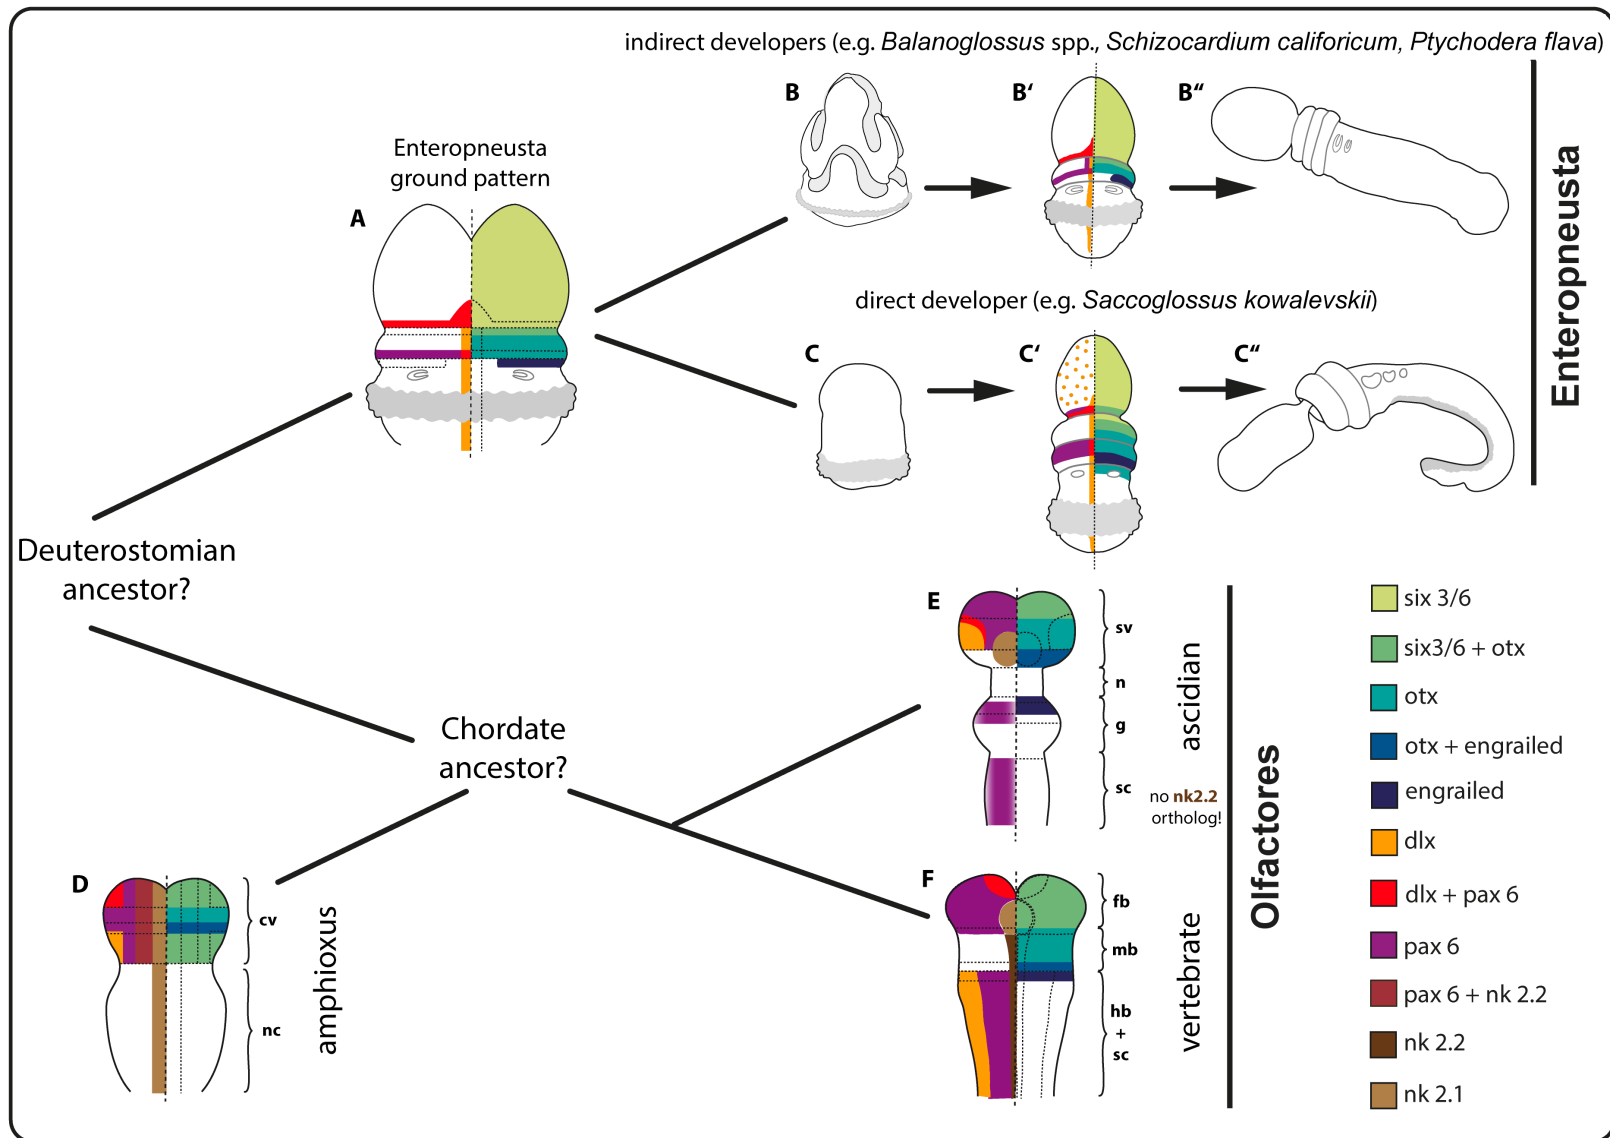 indirect developers (e.g. Balanoglossus spp., Schizocardium califoricum, Ptychodera flava)
B
B‘
B“
Enteropneusta
ground pattern
A
Enteropneusta
direct developer (e.g. Saccoglossus kowalevskii)
C
C‘
C“
Deuterostomian
ancestor?
Chordate
ancestor?
E
sv
n
g
sc
ascidian
no nk2.2
ortholog!
Olfactores
D
cv
nc
amphioxus
F
fb
mb
hb
+
sc
vertebrate
six 3/6
six3/6 + otx
otx
otx + engrailed
engrailed
dlx
dlx + pax 6
pax 6
pax 6 + nk 2.2
nk 2.2
nk 2.1